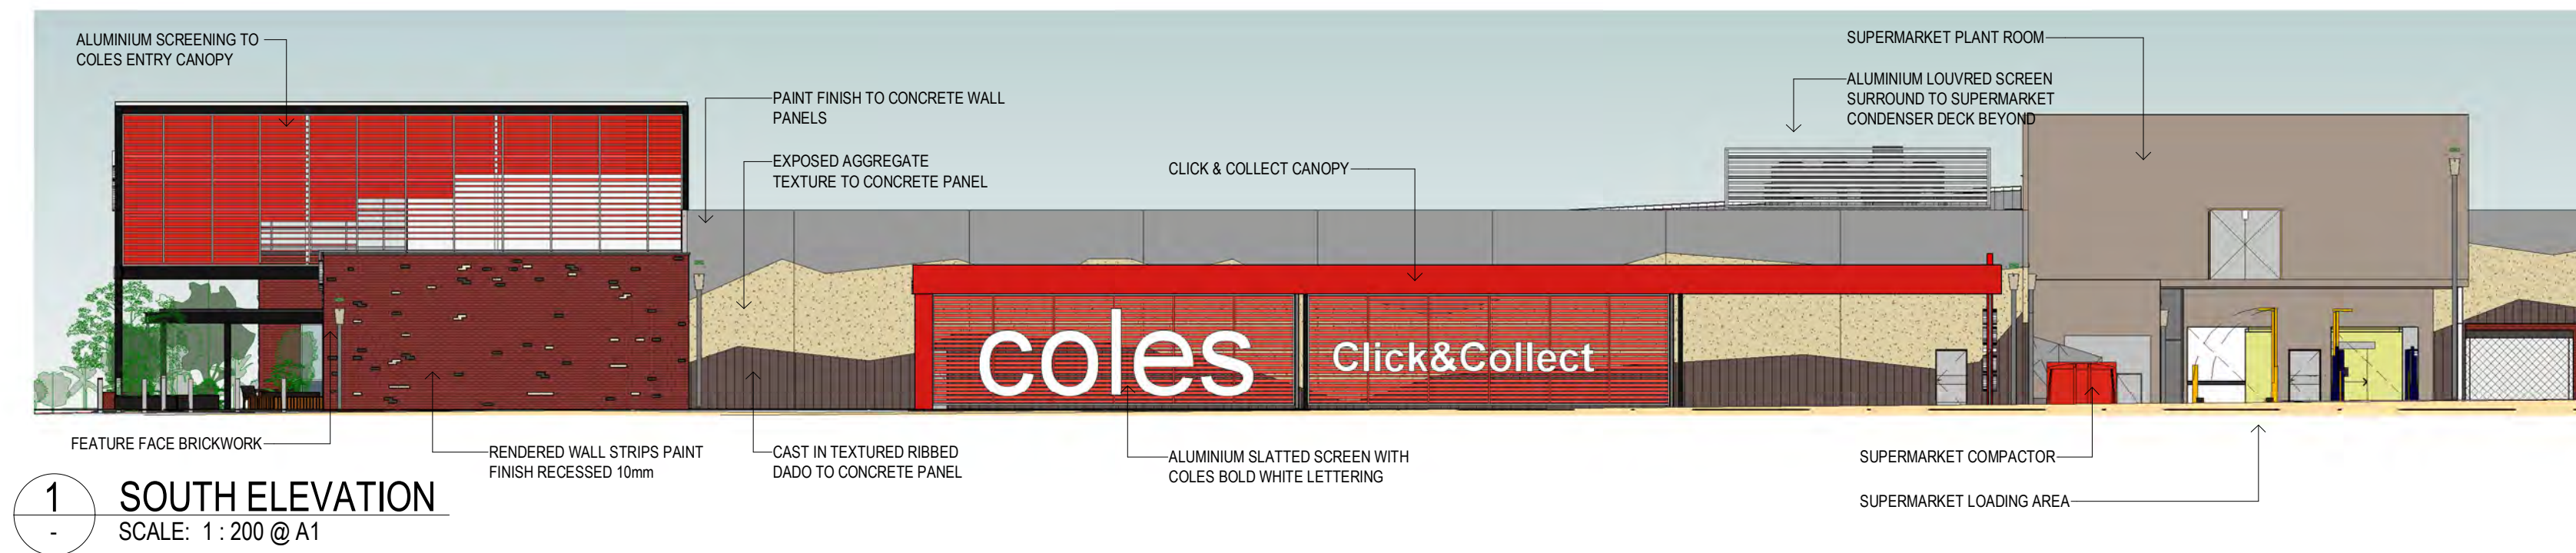 ALUMINIUM SCREENING TO
COLES ENTRY CANOPY
PAINT FINISH TO CONCRETE WALL
PANELS
EXPOSED AGGREGATE
TEXTURE TO CONCRETE PANEL
CLICK & COLLECT CANOPY
SUPERMARKET PLANT ROOM
ALUMINIUM LOUVRED SCREEN
SURROUND TO SUPERMARKET
CONDENSER DECK BEYOND
coles
Click&Collect
FEATURE FACE BRICKWORK
RENDERED WALL STRIPS PAINT
FINISH RECESSED 10mm
CAST IN TEXTURED RIBBED
DADO TO CONCRETE PANEL
ALUMINIUM SLATTED SCREEN WITH
COLES BOLD WHITE LETTERING
SUPERMARKET COMPACTOR
SUPERMARKET LOADING AREA
1
-
SOUTH ELEVATION
SCALE: 1 : 200 @ A1